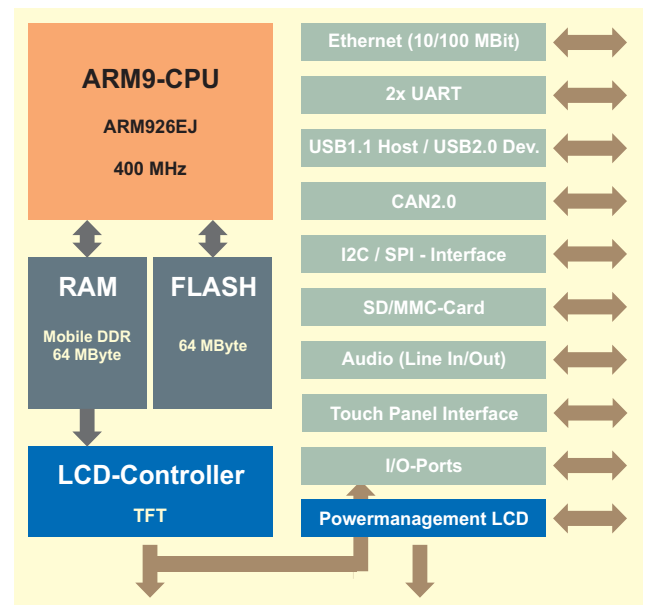 ARM9-CPU
ARM926EJ
400 MHz
RAM
Mobile DDR
64 MByte
FLASH
64 MByte
LCD-Controller
TFT
Ethernet (10/100 MBit)
2x UART
USB1.1 Host / USB2.0 Dev.
CAN2.0
I2C / SPI - Interface
SD/MMC-Card
Audio (Line In/Out)
Touch Panel Interface
I/O-Ports
Powermanagement LCD